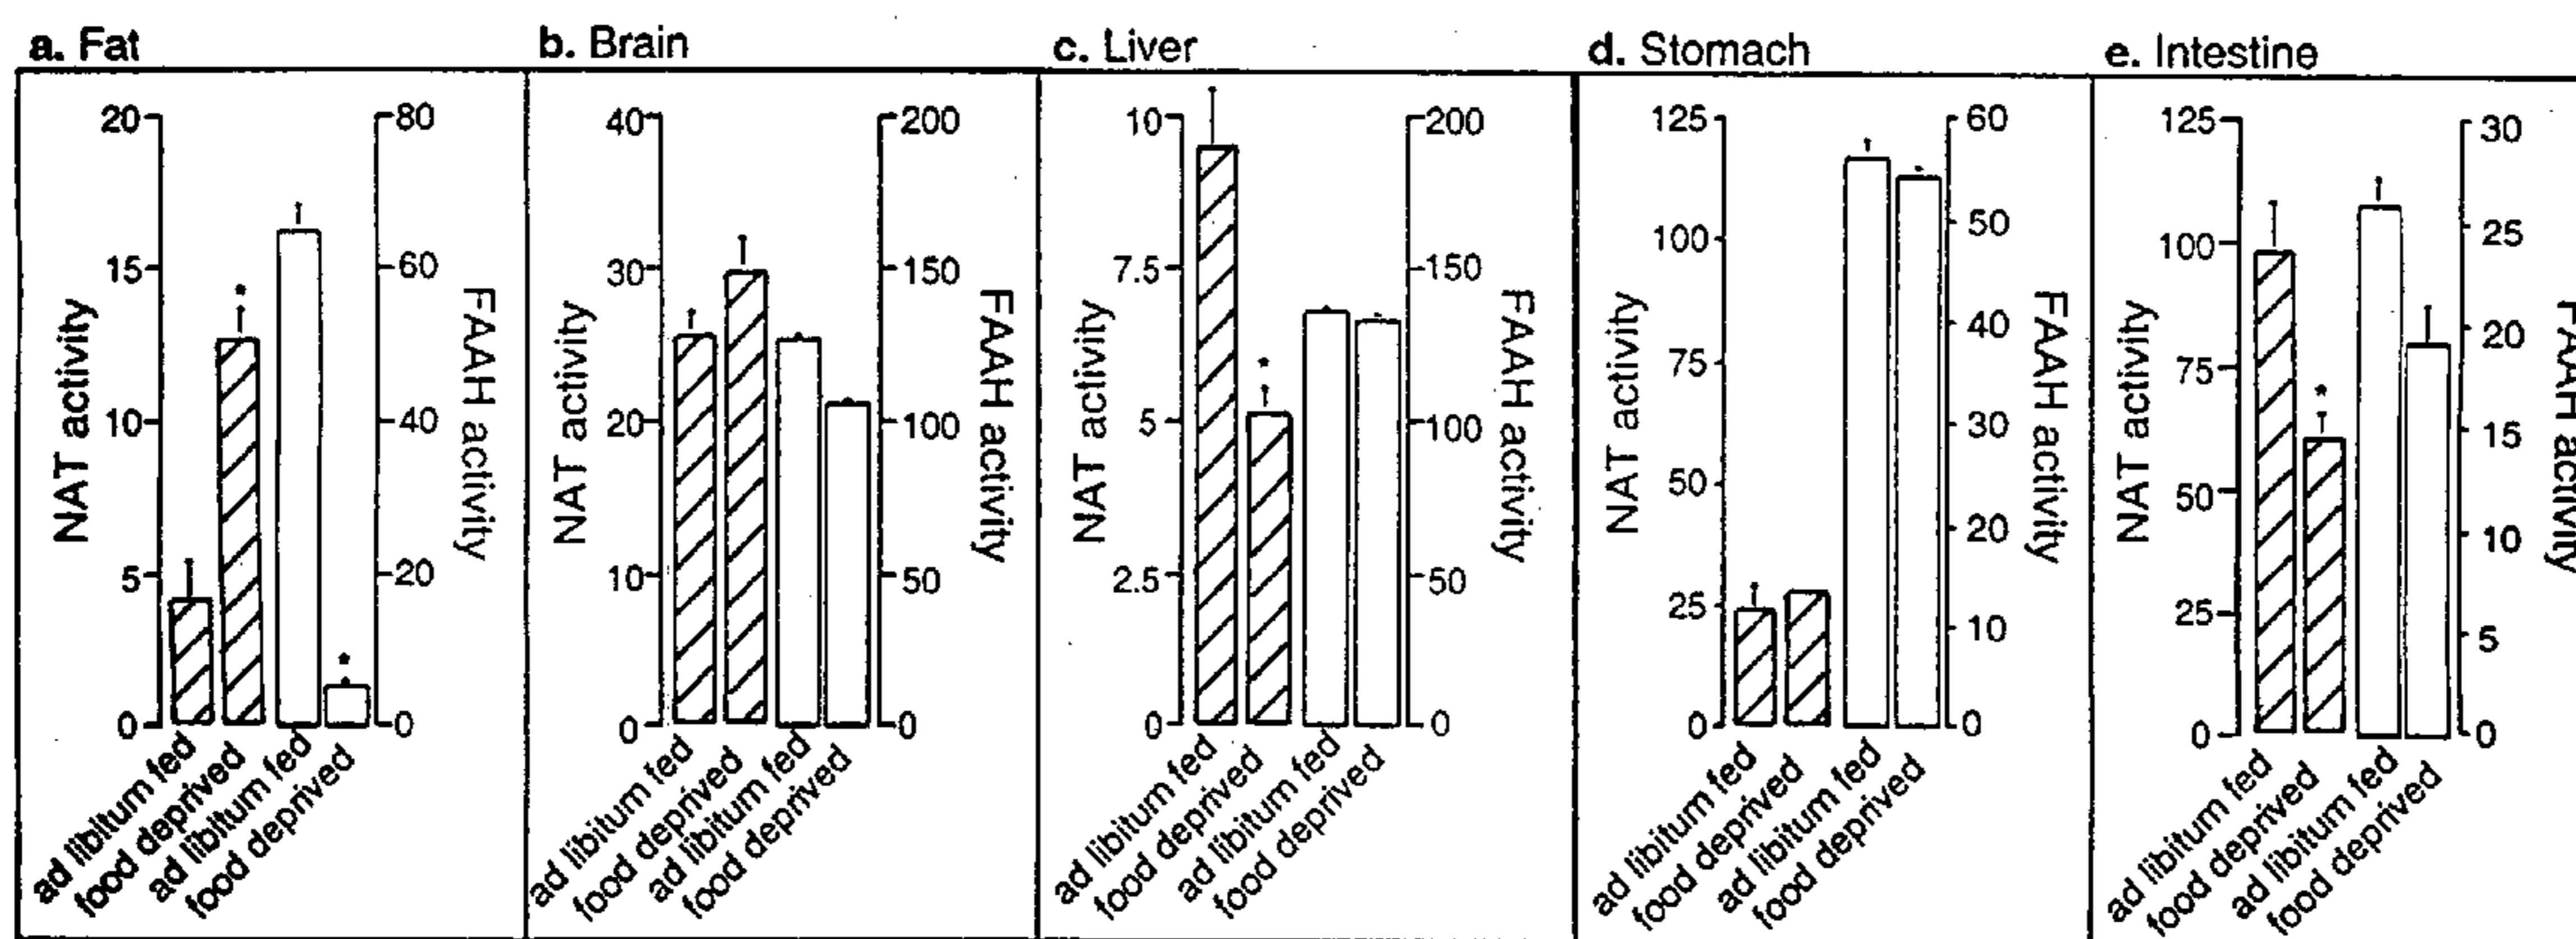 a. Fat
b. Brain
c. Liver
d. Stomach
e. Intestine
20
15
10
5
0
NAT activity
80
60
40
20
0
FAAH activity
*
*
ad libitum fed
food deprived
ad libitum fed
food deprived
40
30
20
10
0
NAT activity
200
150
100
50
0
FAAH activity
ad libitum fed
food deprived
ad libitum fed
food deprived
10
7.5
5
2.5
0
NAT activity
200
150
100
50
0
FAAH activity
*
ad libitum fed
food deprived
ad libitum fed
food deprived
125
100
75
50
25
0
NAT activity
60
50
40
30
20
10
0
FAAH activity
ad libitum fed
food deprived
ad libitum fed
food deprived
125
100
75
50
25
0
NAT activity
30
25
20
15
10
5
0
FAAH activity
*
ad libitum fed
food deprived
ad libitum fed
food deprived